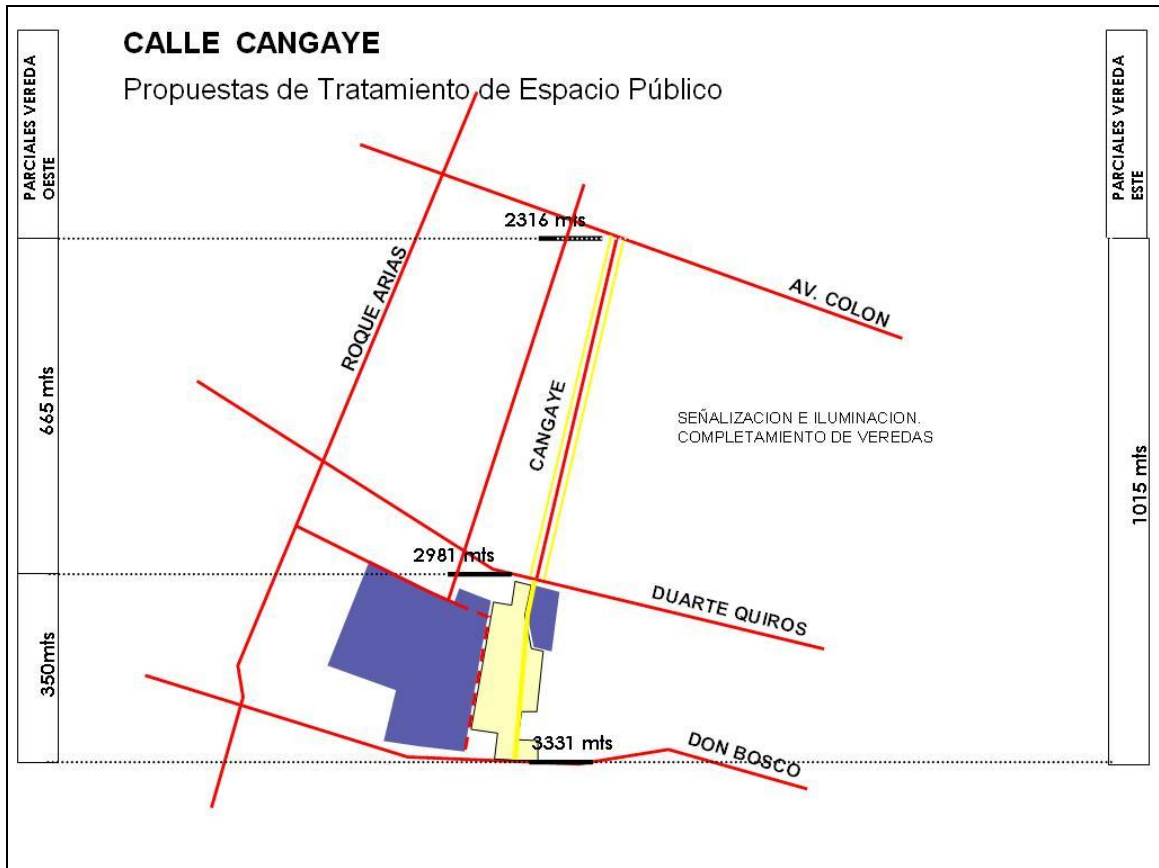 CALLE CANGAYE
Propuestas de Tratamiento de Espacio Público
PARCIALES VEREDA
OESTE
PARCIALES VEREDA
ESTE
2316 mts
ROQUE ARIAS
AV. COLON
665 mts
CANGAYE
SEÑALIZACION E ILUMINACION.
COMPLETAMIENTO DE VEREDAS
1015 mts
2981 mts
DUARTE QUIROS
350mts
3331 mts
DON BOSCO